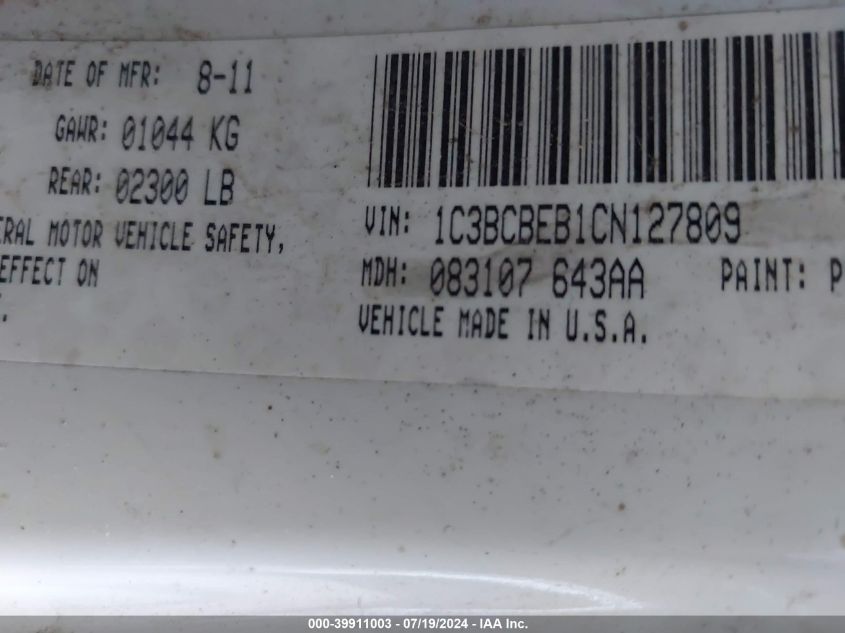 DATE OF MFR: 8-11
GAWR: 01044 KG
REAR: 02300 LB
ERAL MOTOR VEHICLE SAFETY,
EFFECT ON
VIN: 1C3BCBEB1CN127809
MDH: 083107 643AA PAINT: P
VEHICLE MADE IN U.S.A.
000-39911003 - 07/19/2024 - IAA Inc.